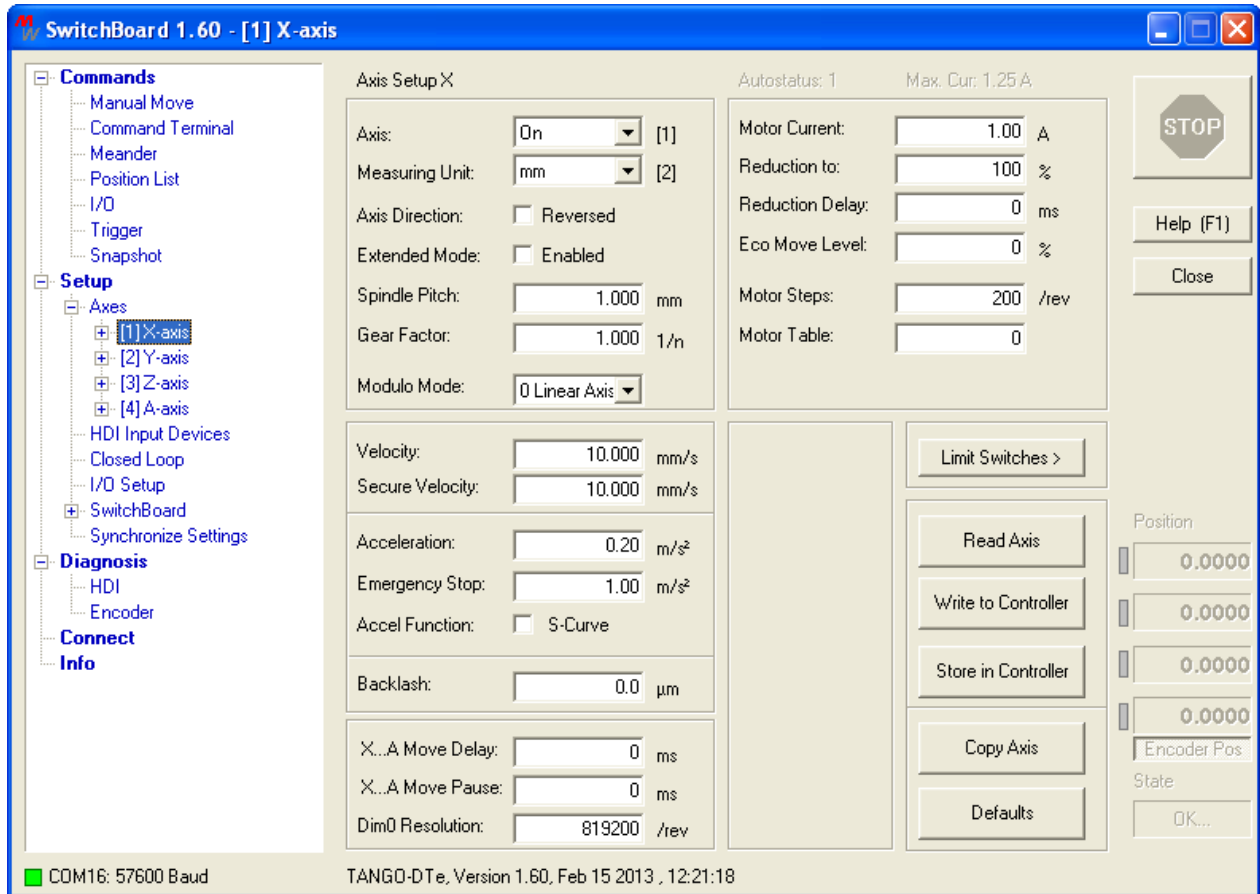 SwitchBoard 1.60 - [1] X-axis
Commands
Manual Move
Command Terminal
Meander
Position List
I/O
Trigger
Snapshot
Setup
Axes
[1] X-axis
[2] Y-axis
[3] Z-axis
[4] A-axis
HDI Input Devices
Closed Loop
I/O Setup
SwitchBoard
Synchronize Settings
Diagnosis
HDI
Encoder
Connect
Info
Axis Setup X
Axis: On [1]
Measuring Unit: mm [2]
Axis Direction: Reversed
Extended Mode: Enabled
Spindle Pitch: 1.000 mm
Gear Factor: 1.000 1/n
Modulo Mode: 0 Linear Axis
Velocity: 10.000 mm/s
Secure Velocity: 10.000 mm/s
Acceleration: 0.20 m/s²
Emergency Stop: 1.00 m/s²
Accel Function: S-Curve
Backlash: 0.0 µm
X...A Move Delay: 0 ms
X...A Move Pause: 0 ms
Dim0 Resolution: 819200 /rev
Autostatus: 1 Max. Cur: 1.25 A
Motor Current: 1.00 A
Reduction to: 100 %
Reduction Delay: 0 ms
Eco Move Level: 0 %
Motor Steps: 200 /rev
Motor Table: 0
Limit Switches >
Read Axis
Write to Controller
Store in Controller
Copy Axis
Defaults
STOP
Help (F1)
Close
Position
0.0000
0.0000
0.0000
0.0000
Encoder Pos
State
OK...
COM16: 57600 Baud
TANGO-DTe, Version 1.60, Feb 15 2013 , 12:21:18